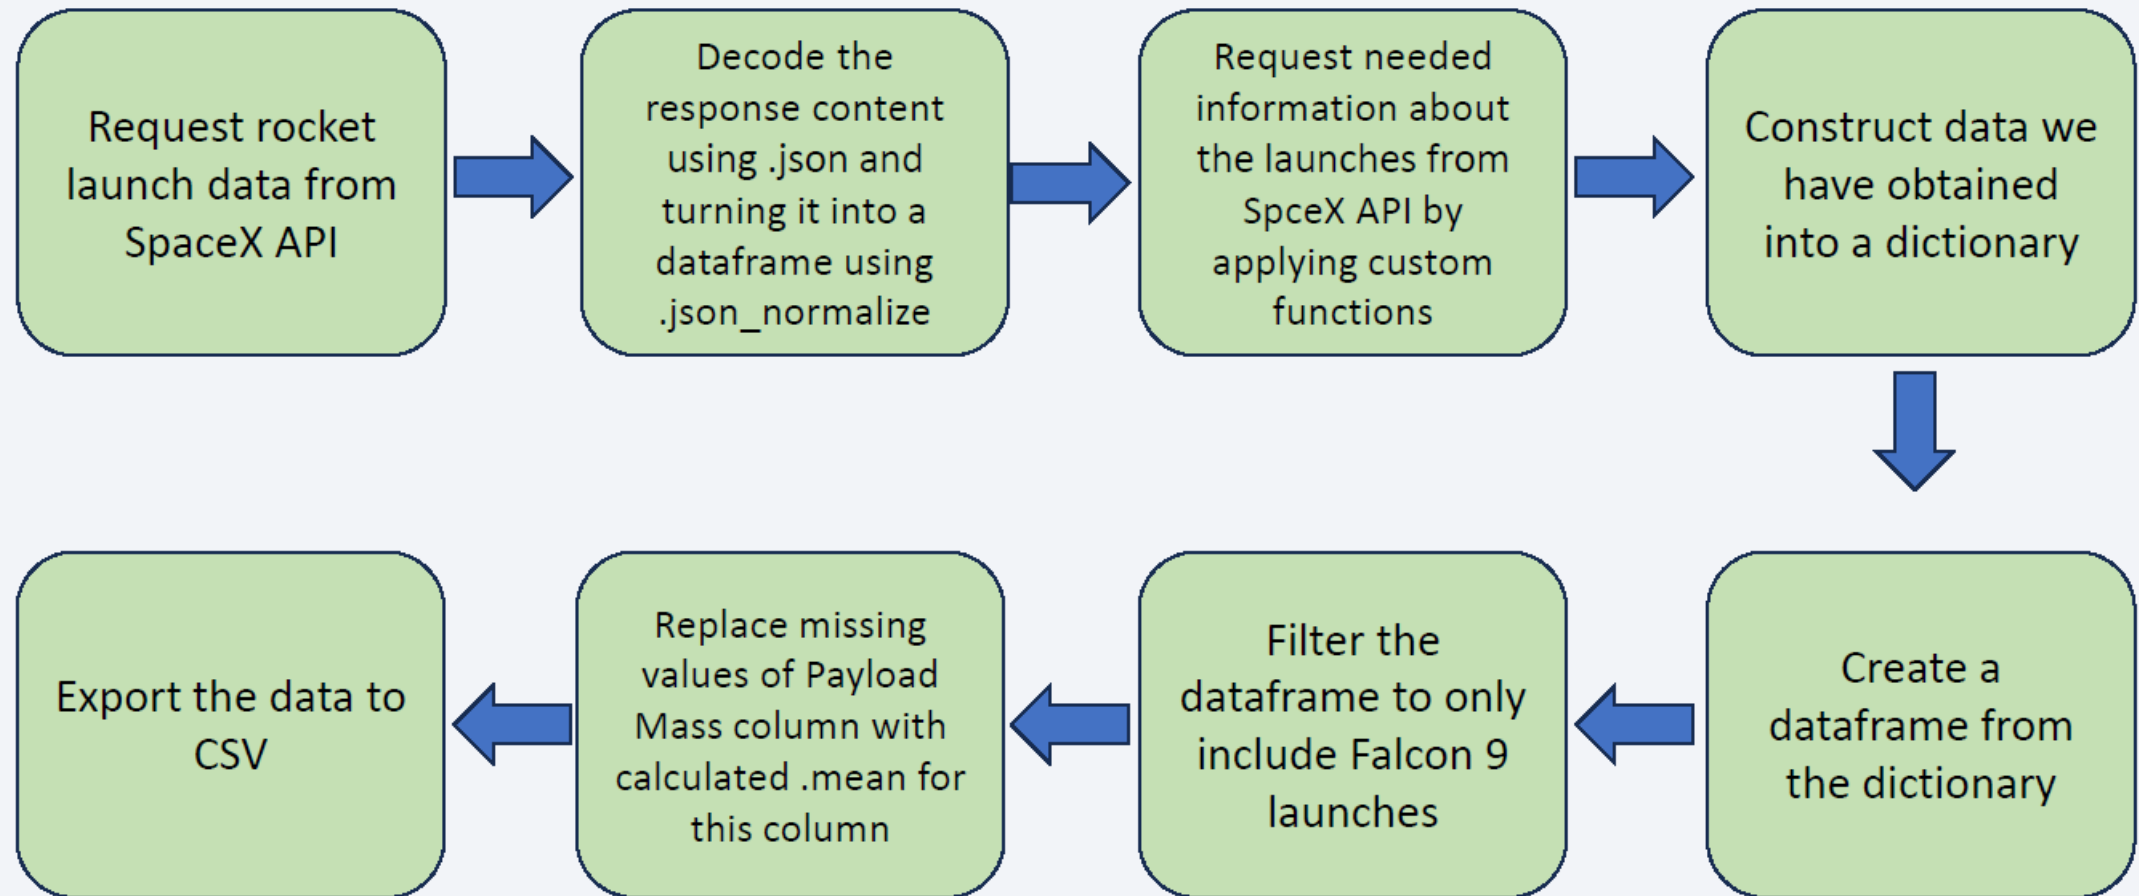 Request rocket
launch data from
SpaceX API
Decode the
response content
using .json and
turning it into a
dataframe using
.json_normalize
Request needed
information about
the launches from
SpceX API by
applying custom
functions
Construct data we
have obtained
into a dictionary
Create a
dataframe from
the dictionary
Filter the
dataframe to only
include Falcon 9
launches
Replace missing
values of Payload
Mass column with
calculated .mean for
this column
Export the data to
CSV